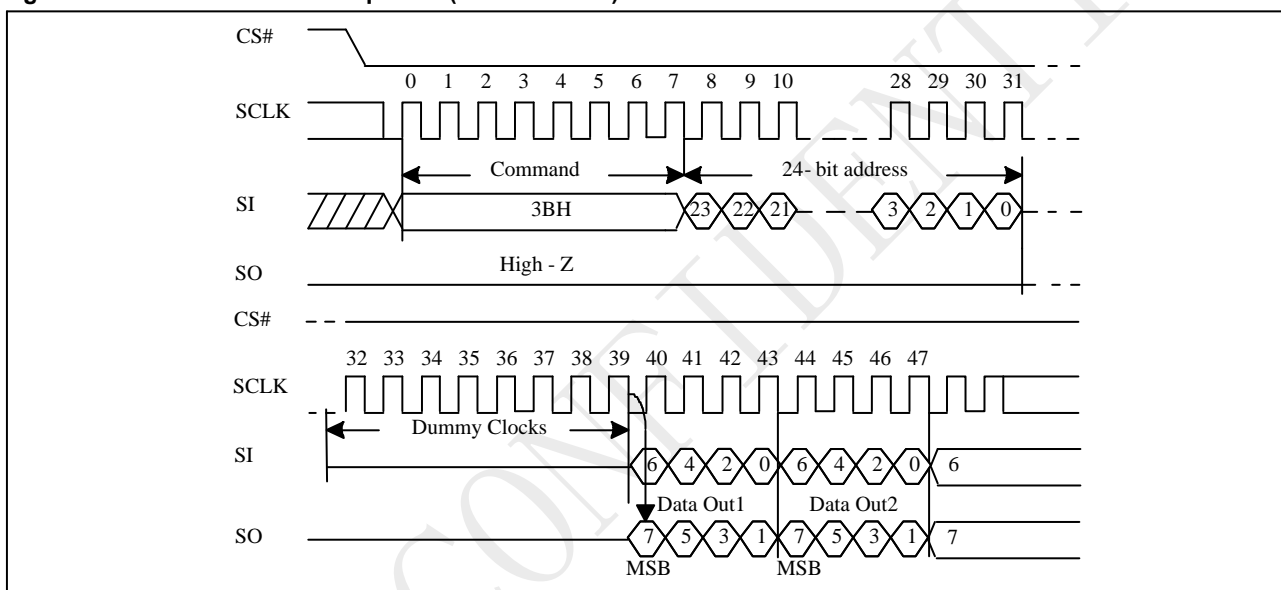 CS#
0 1 2 3 4 5 6 7 8 9 10 28 29 30 31
SCLK
Command 24- bit address
SI 3BH 23 22 21 3 2 1 0
SO High - Z
CS#
32 33 34 35 36 37 38 39 40 41 42 43 44 45 46 47
SCLK
Dummy Clocks
SI 6 4 2 0 6 4 2 0 6
Data Out1 Data Out2
SO 7 5 3 1 7 5 3 1 7
MSB MSB